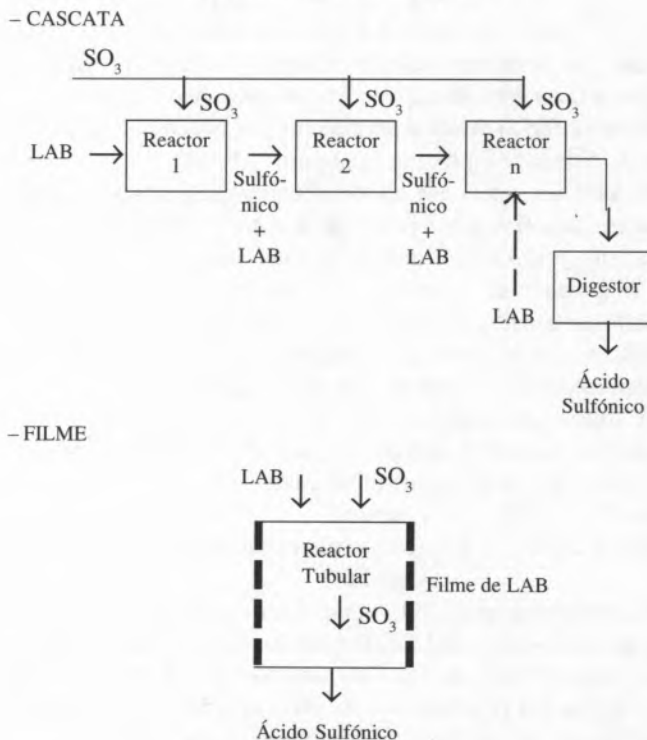 – CASCATA
SO3
SO3
SO3
SO3
LAB
Reactor
1
Sulfó-
nico
+
LAB
Reactor
2
Sulfó-
nico
+
LAB
Reactor
n
LAB
Digestor
Ácido
Sulfónico
– FILME
LAB
SO3
Reactor
Tubular
SO3
Filme de LAB
Ácido Sulfónico